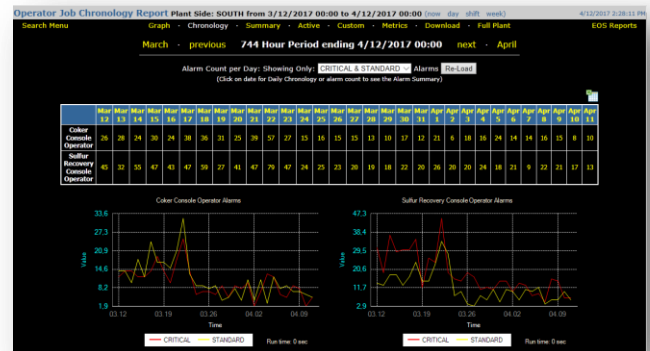 Operator Job Chronology Report Plant Side: SOUTH from 3/12/2017 00:00 to 4/12/2017 00:00 (now day shift week) 4/12/2017 2:28:11 PM
Search Menu Graph · Chronology · Summary · Active · Custom · Metrics · Download · Full Plant EOS Reports
March · previous 744 Hour Period ending 4/12/2017 00:00 next · April
Alarm Count per Day: Showing Only: CRITICAL & STANDARD Alarms Re-Load
(Click on date for Daily Chronology or alarm count to see the Alarm Summary)
Mar 12 Mar 13 Mar 14 Mar 15 Mar 16 Mar 17 Mar 18 Mar 19 Mar 20 Mar 21 Mar 22 Mar 23 Mar 24 Mar 25 Mar 26 Mar 27 Mar 28 Mar 29 Mar 30 Mar 31 Apr 1 Apr 2 Apr 3 Apr 4 Apr 5 Apr 6 Apr 7 Apr 8 Apr 9 Apr 10 Apr 11
Coker Console Operator 26 28 24 30 24 38 36 31 25 39 57 27 15 16 15 15 13 10 17 12 21 6 18 16 24 14 14 16 15 8 10
Sulfur Recovery Console Operator 45 32 55 47 43 47 59 27 41 47 79 47 24 25 23 20 19 18 22 20 26 20 20 24 18 21 9 22 21 17 13
Coker Console Operator Alarms Sulfur Recovery Console Operator Alarms
33.6 47.3
27.3 38.4
20.9 29.5
Value Value
14.6 20.6
8.2 11.7
1.9 2.9
03.12 03.19 03.26 04.02 04.09 03.12 03.19 03.26 04.02 04.09
Time Time
CRITICAL STANDARD Run time: 0 sec CRITICAL STANDARD Run time: 0 sec